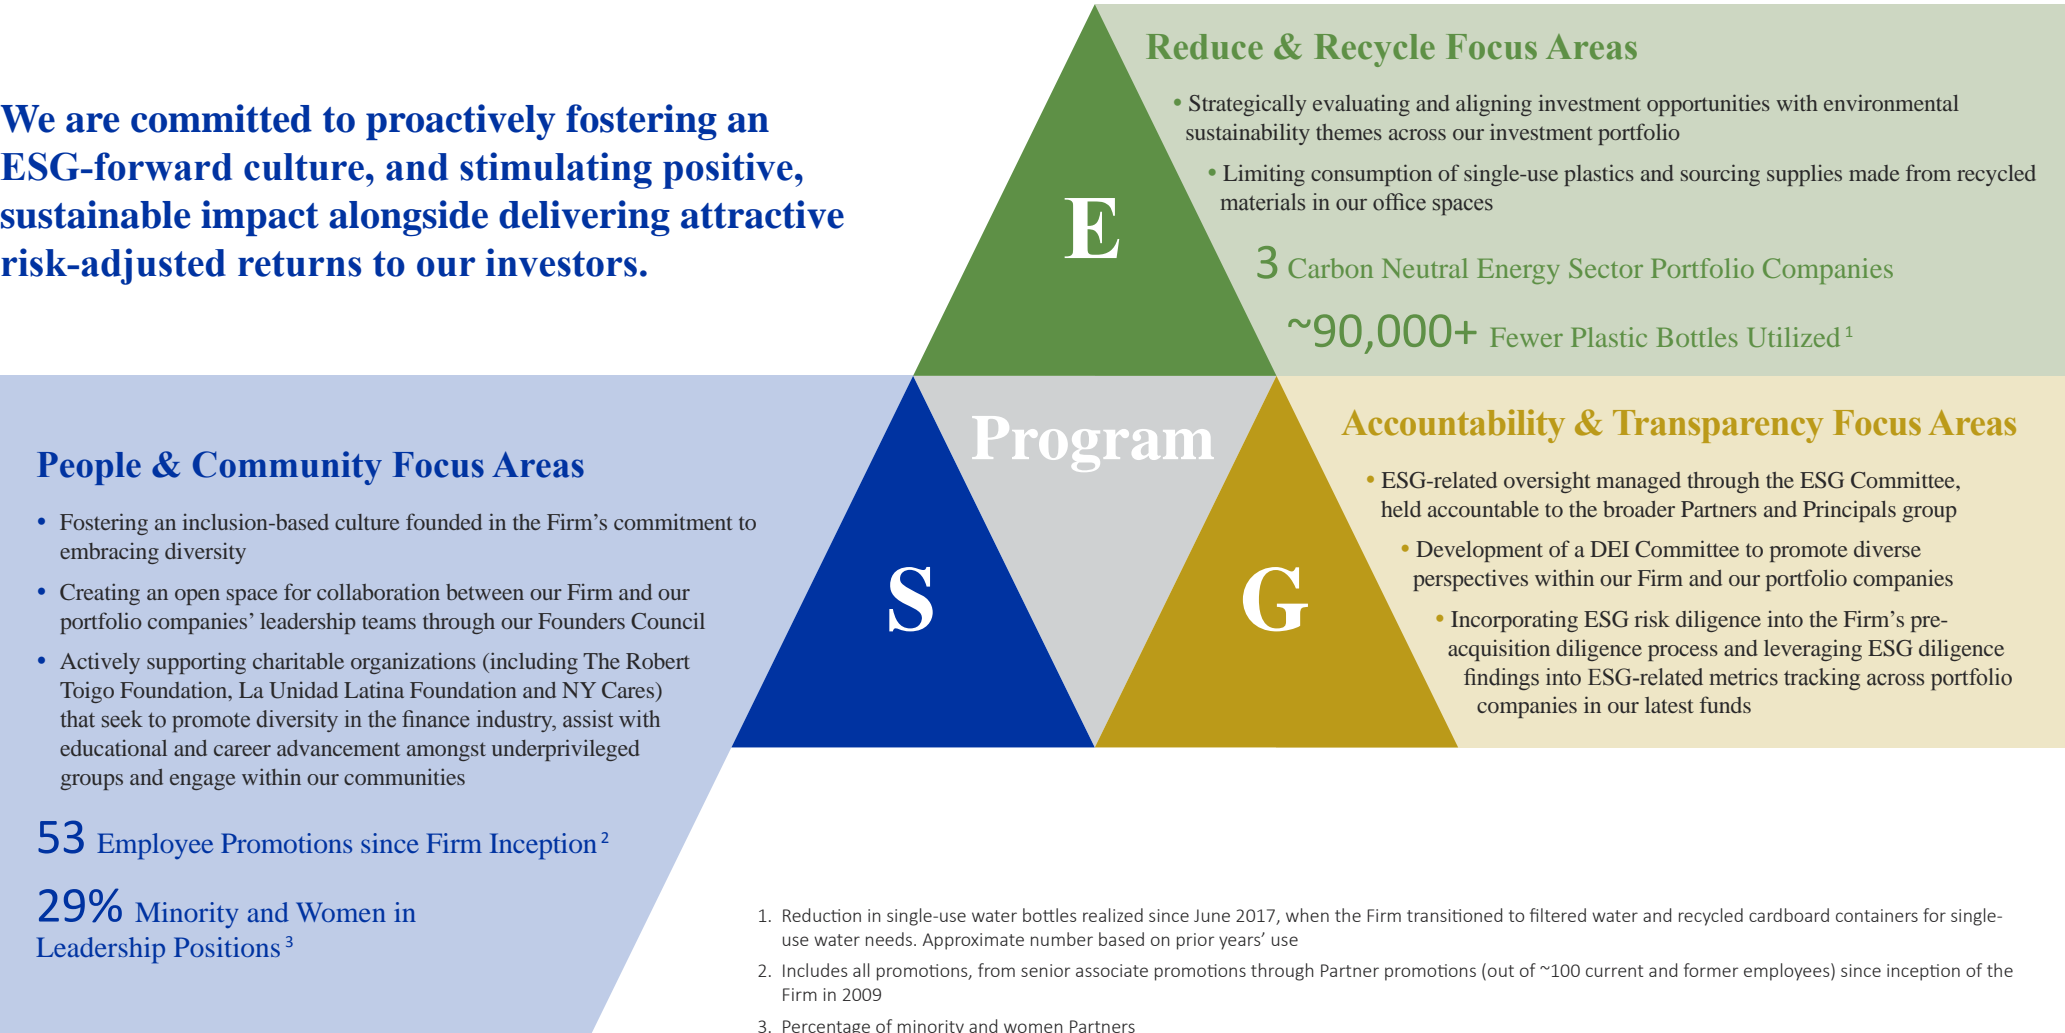 We are committed to proactively fostering an
ESG-forward culture, and stimulating positive,
sustainable impact alongside delivering attractive
risk-adjusted returns to our investors.
E
Reduce & Recycle Focus Areas
• Strategically evaluating and aligning investment opportunities with environmental
sustainability themes across our investment portfolio
• Limiting consumption of single-use plastics and sourcing supplies made from recycled
materials in our office spaces
3 Carbon Neutral Energy Sector Portfolio Companies
~90,000+ Fewer Plastic Bottles Utilized 1
People & Community Focus Areas
• Fostering an inclusion-based culture founded in the Firm’s commitment to
embracing diversity
• Creating an open space for collaboration between our Firm and our
portfolio companies’ leadership teams through our Founders Council
• Actively supporting charitable organizations (including The Robert
Toigo Foundation, La Unidad Latina Foundation and NY Cares)
that seek to promote diversity in the finance industry, assist with
educational and career advancement amongst underprivileged
groups and engage within our communities
53 Employee Promotions since Firm Inception 2
29% Minority and Women in
Leadership Positions 3
S
Program
G
Accountability & Transparency Focus Areas
• ESG-related oversight managed through the ESG Committee,
held accountable to the broader Partners and Principals group
• Development of a DEI Committee to promote diverse
perspectives within our Firm and our portfolio companies
• Incorporating ESG risk diligence into the Firm’s pre-
acquisition diligence process and leveraging ESG diligence
findings into ESG-related metrics tracking across portfolio
companies in our latest funds
1. Reduction in single-use water bottles realized since June 2017, when the Firm transitioned to filtered water and recycled cardboard containers for single-
use water needs. Approximate number based on prior years’ use
2. Includes all promotions, from senior associate promotions through Partner promotions (out of ~100 current and former employees) since inception of the
Firm in 2009
3. Percentage of minority and women Partners